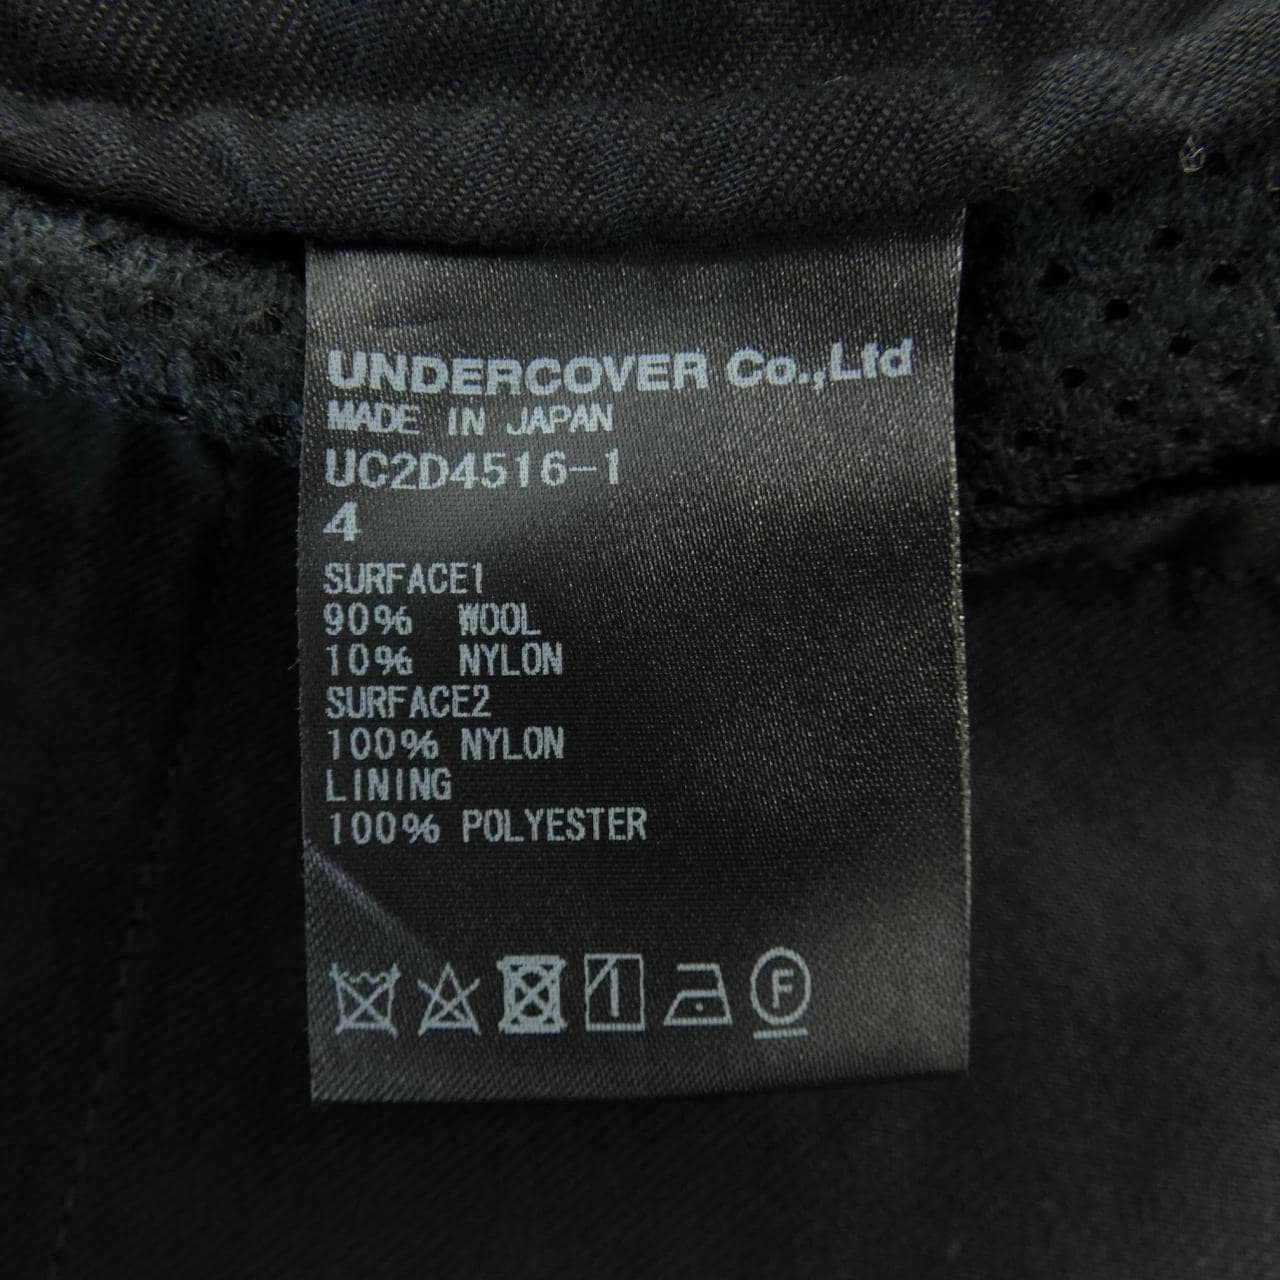 UNDERCOVER Co.,Ltd
MADE IN JAPAN
UC2D4516-1
4
SURFACE1
90% WOOL
10% NYLON
SURFACE2
100% NYLON
LINING
100% POLYESTER
F